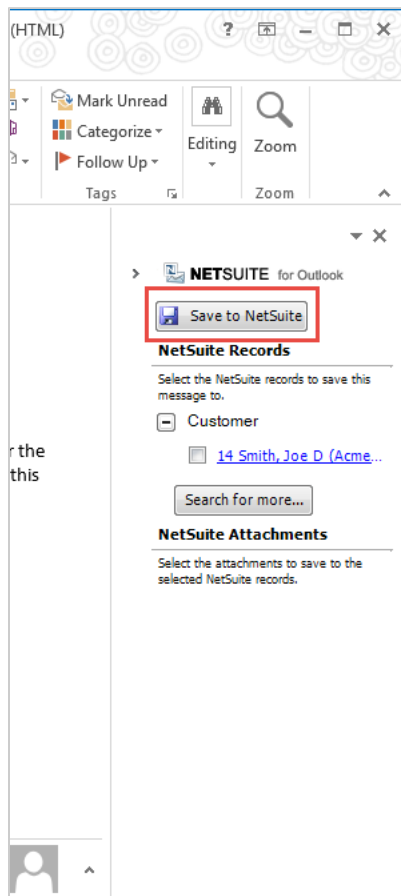 (HTML)
?
Mark Unread
Categorize
Follow Up
Editing
Zoom
Tags
Zoom
NETSUITE for Outlook
Save to NetSuite
NetSuite Records
Select the NetSuite records to save this
message to.
Customer
14 Smith, Joe D (Acme...
Search for more...
NetSuite Attachments
Select the attachments to save to the
selected NetSuite records.
r the
this